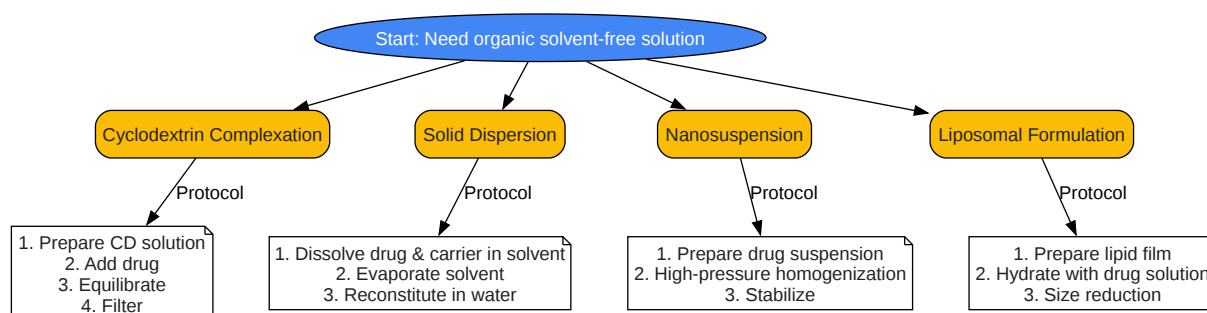 Start: Need organic solvent-free solution
Cyclodextrin Complexation
Solid Dispersion
Nanosuspension
Liposomal Formulation
Protocol
Protocol
Protocol
Protocol
1. Prepare CD solution
2. Add drug
3. Equilibrate
4. Filter
1. Dissolve drug & carrier in solvent
2. Evaporate solvent
3. Reconstitute in water
1. Prepare drug suspension
2. High-pressure homogenization
3. Stabilize
1. Prepare lipid film
2. Hydrate with drug solution
3. Size reduction